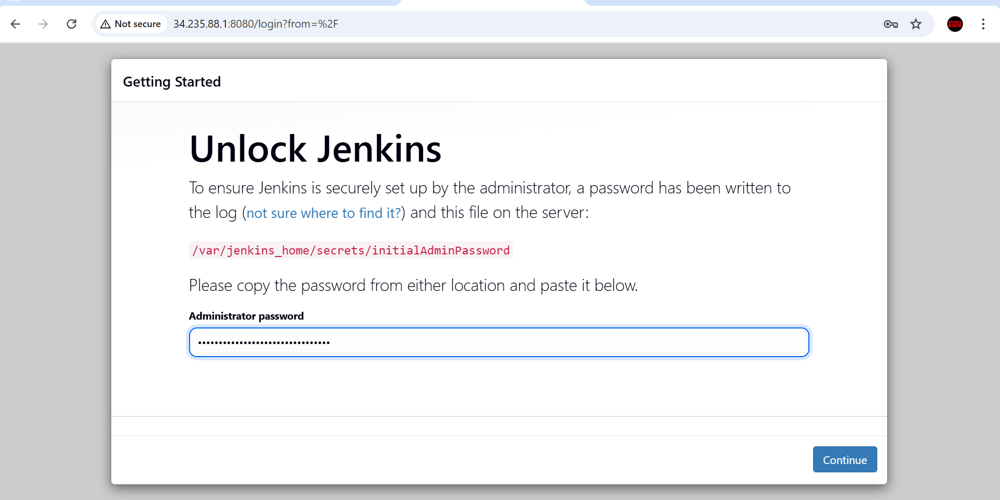 Not secure
34.235.88.1:8080/login?from=%2F
SUNIL
ROCK
Getting Started
Unlock Jenkins
To ensure Jenkins is securely set up by the administrator, a password has been written to
the log (not sure where to find it?) and this file on the server:
/var/jenkins_home/secrets/initialAdminPassword
Please copy the password from either location and paste it below.
Administrator password
••••••••••••••••••••••••••••••••
Continue